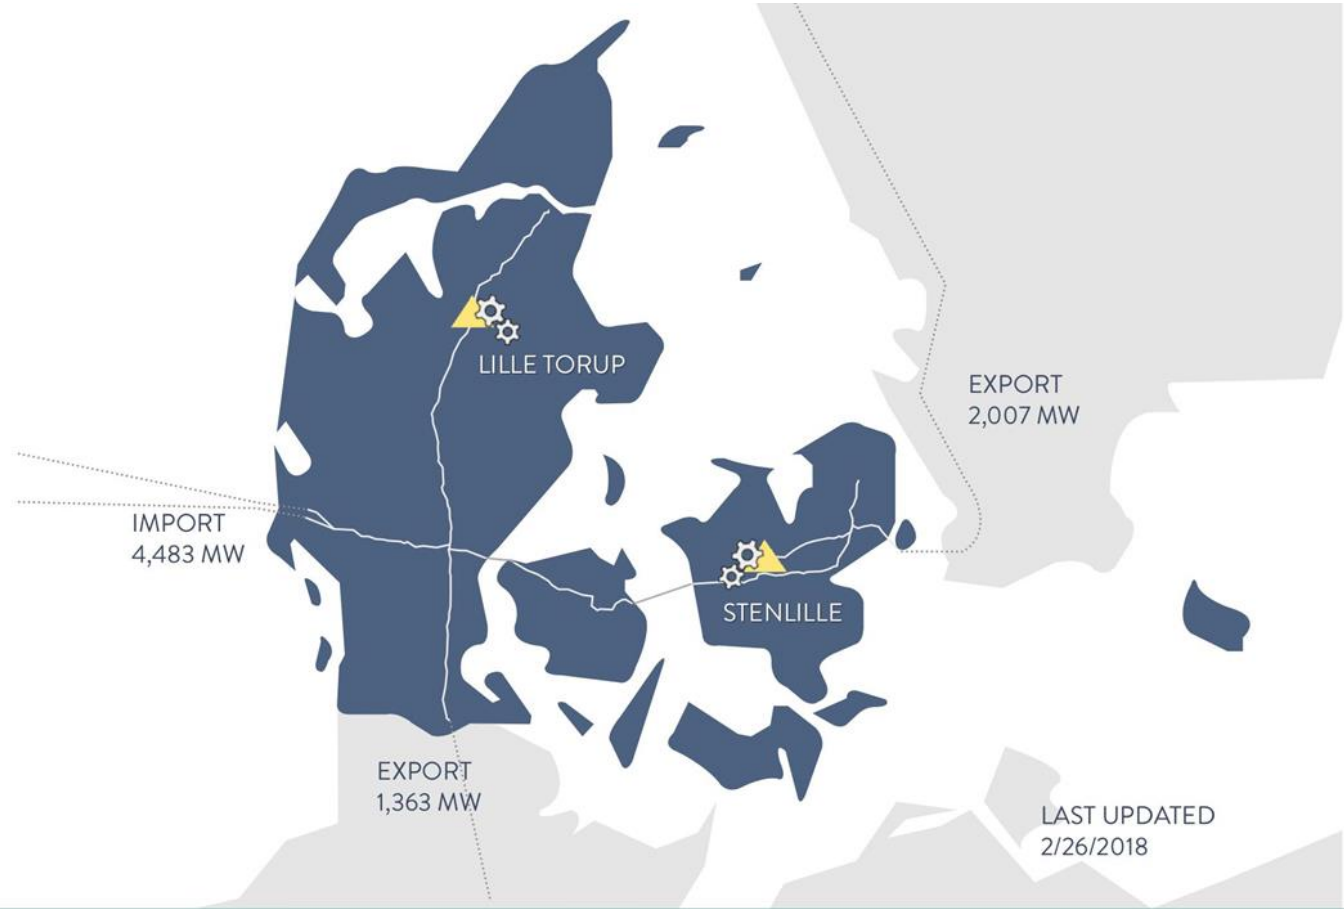 LILLE TORUP
EXPORT
2,007 MW
IMPORT
4,483 MW
STENLILLE
EXPORT
1,363 MW
LAST UPDATED
2/26/2018